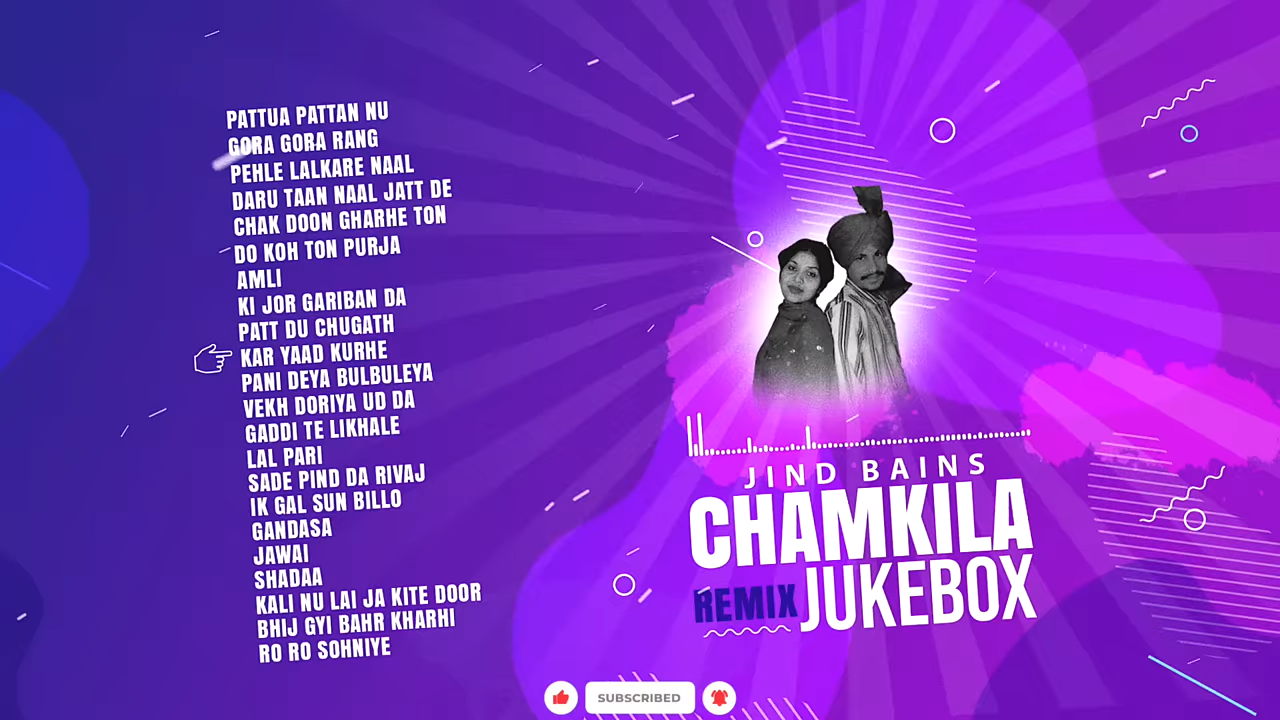 PATTUA PATTAN NU
GORA GORA RANG
PEHLE LALKARE NAAL
DARU TAAN NAAL JATT DE
CHAK DOON GHARHE TON
DO KOH TON PURJA
AMLI
KI JOR GARIBAN DA
PATT DU CHUGATH
KAR YAAD KURHE
PANI DEYA BULBULEYA
VEKH DORIYA UD DA
GADDI TE LIKHALE
LAL PARI
SADE PIND DA RIVAJ
IK GAL SUN BILLO
GANDASA
JAWAI
SHADAA
KALI NU LAI JA KITE DOOR
BHIJ GYI BAHR KHARHI
RO RO SOHNIYE
JIND BAINS
CHAMKILA
REMIX JUKEBOX
SUBSCRIBED